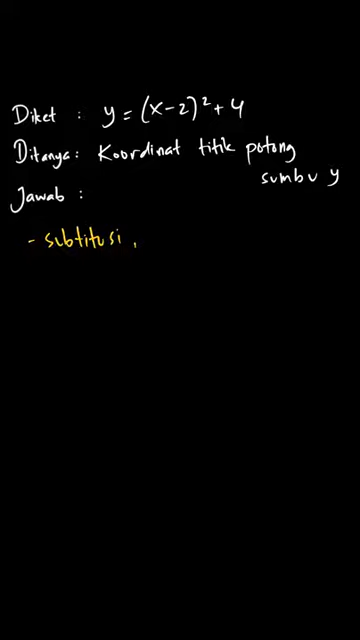 Diket : y = (x-2)² + 4
Ditanya: Koordinat titik potong
sumbu y
Jawab :
- subtitusi